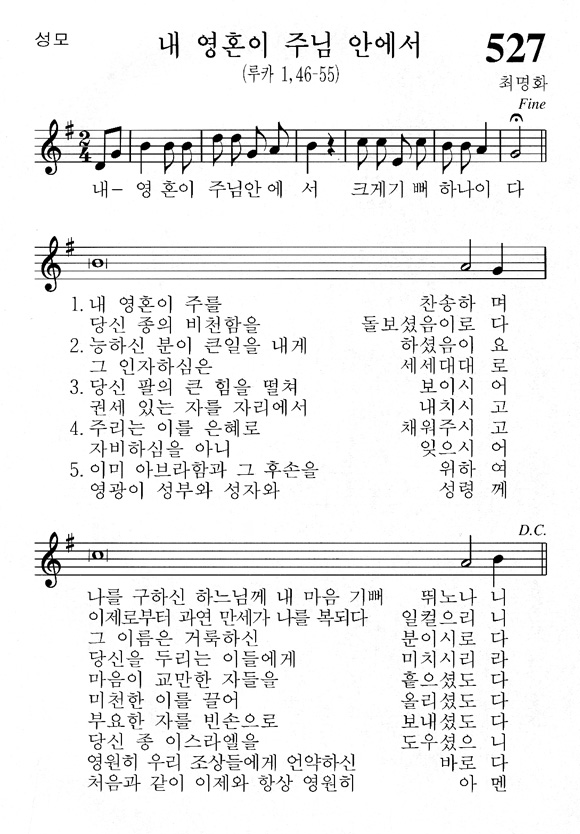 성모
내 영혼이 주님 안에서
527
(루카 1,46-55)
최명화
Fine
내- 영 혼이 주님안 에 서 크게기 뻐 하나이 다
1. 내 영혼이 주를 찬송하 며
당신 종의 비천함을 돌보셨음이로 다
2. 능하신 분이 큰일을 내게 하셨음이 요
그 인자하심은 세세대대 로
3. 당신 팔의 큰 힘을 떨쳐 보이시 어
권세 있는 자를 자리에서 내치시 고
4. 주리는 이를 은혜로 채워주시 고
자비하심을 아니 잊으시 어
5. 이미 아브라함과 그 후손을 위하 여
영광이 성부와 성자와 성령 께
D.C.
나를 구하신 하느님께 내 마음 기뻐 뛰노나 니
이제로부터 과연 만세가 나를 복되다 일컬으리 니
그 이름은 거룩하신 분이시로 다
당신을 두리는 이들에게 미치시리 라
마음이 교만한 자들을 흩으셨도 다
미천한 이를 끌어 올리셨도 다
부요한 자를 빈손으로 보내셨도 다
당신 종 이스라엘을 도우셨으 니
영원히 우리 조상들에게 언약하신 바로 다
처음과 같이 이제와 항상 영원히 아 멘